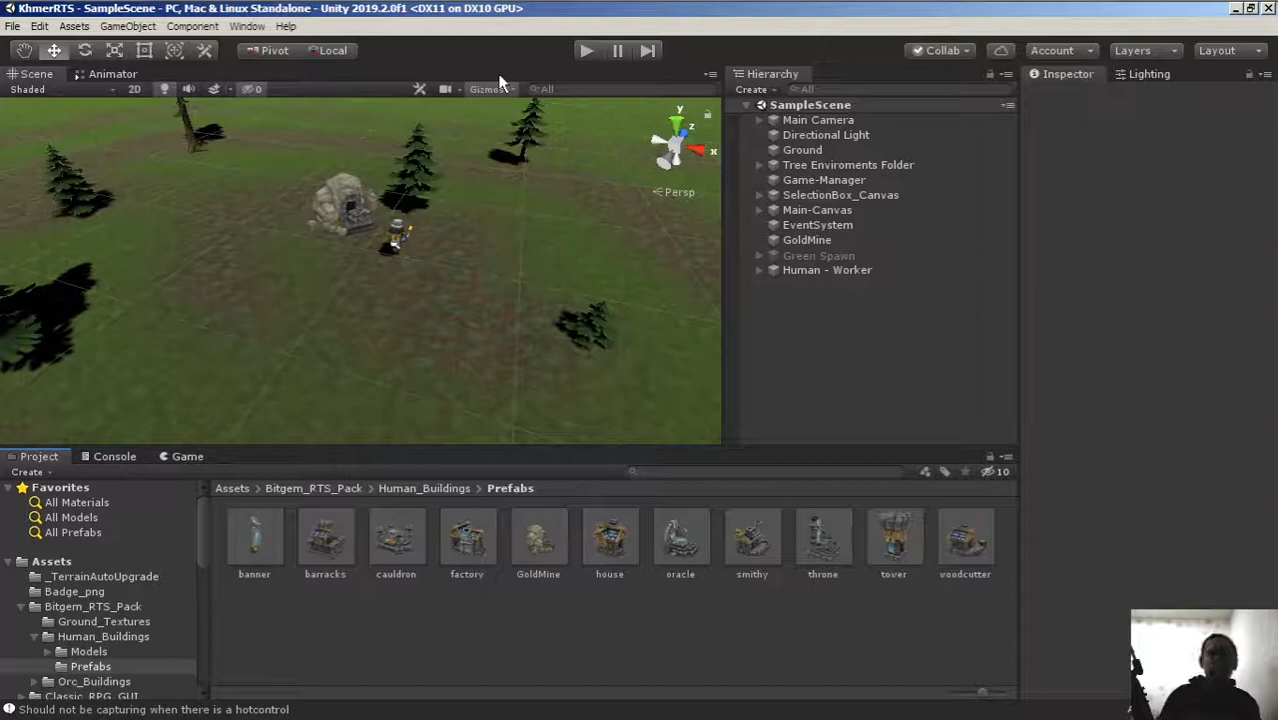 KhmerRTS - SampleScene - PC, Mac & Linux Standalone - Unity 2019.2.0f1 <DX11 on DX10 GPU>
File Edit Assets GameObject Component Window Help
Pivot Local Collab Account Layers Layout
Scene Animator
Shaded 2D 0 Gizmos All
y
z
x
Persp
Hierarchy
Create All
SampleScene
Main Camera
Directional Light
Ground
Tree Enviroments Folder
Game-Manager
SelectionBox_Canvas
Main-Canvas
EventSystem
GoldMine
Green Spawn
Human - Worker
Inspector Lighting
Project Console Game
Create 10
Favorites
All Materials
All Models
All Prefabs
Assets
_TerrainAutoUpgrade
Badge_png
Bitgem_RTS_Pack
Ground_Textures
Human_Buildings
Models
Prefabs
Orc_Buildings
Classic_RPG_GUI
Assets Bitgem_RTS_Pack Human_Buildings Prefabs
banner barracks cauldron factory GoldMine house oracle smithy throne tower woodcutter
Should not be capturing when there is a hotcontrol